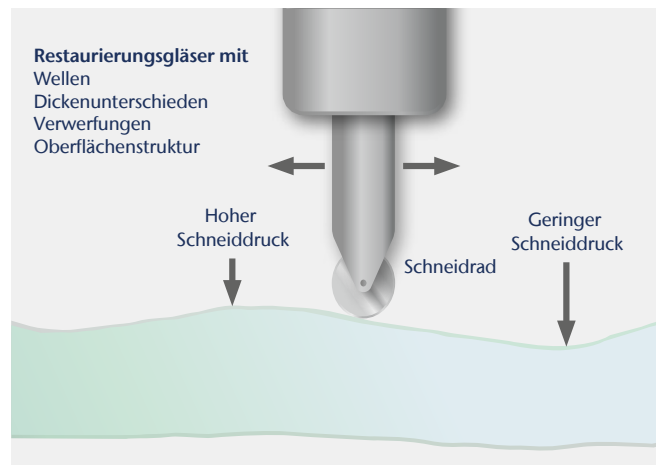 Restaurierungsgläser mit
Wellen
Dickenunterschieden
Verwerfungen
Oberflächenstruktur
Hoher
Schneiddruck
Geringer
Schneiddruck
Schneidrad